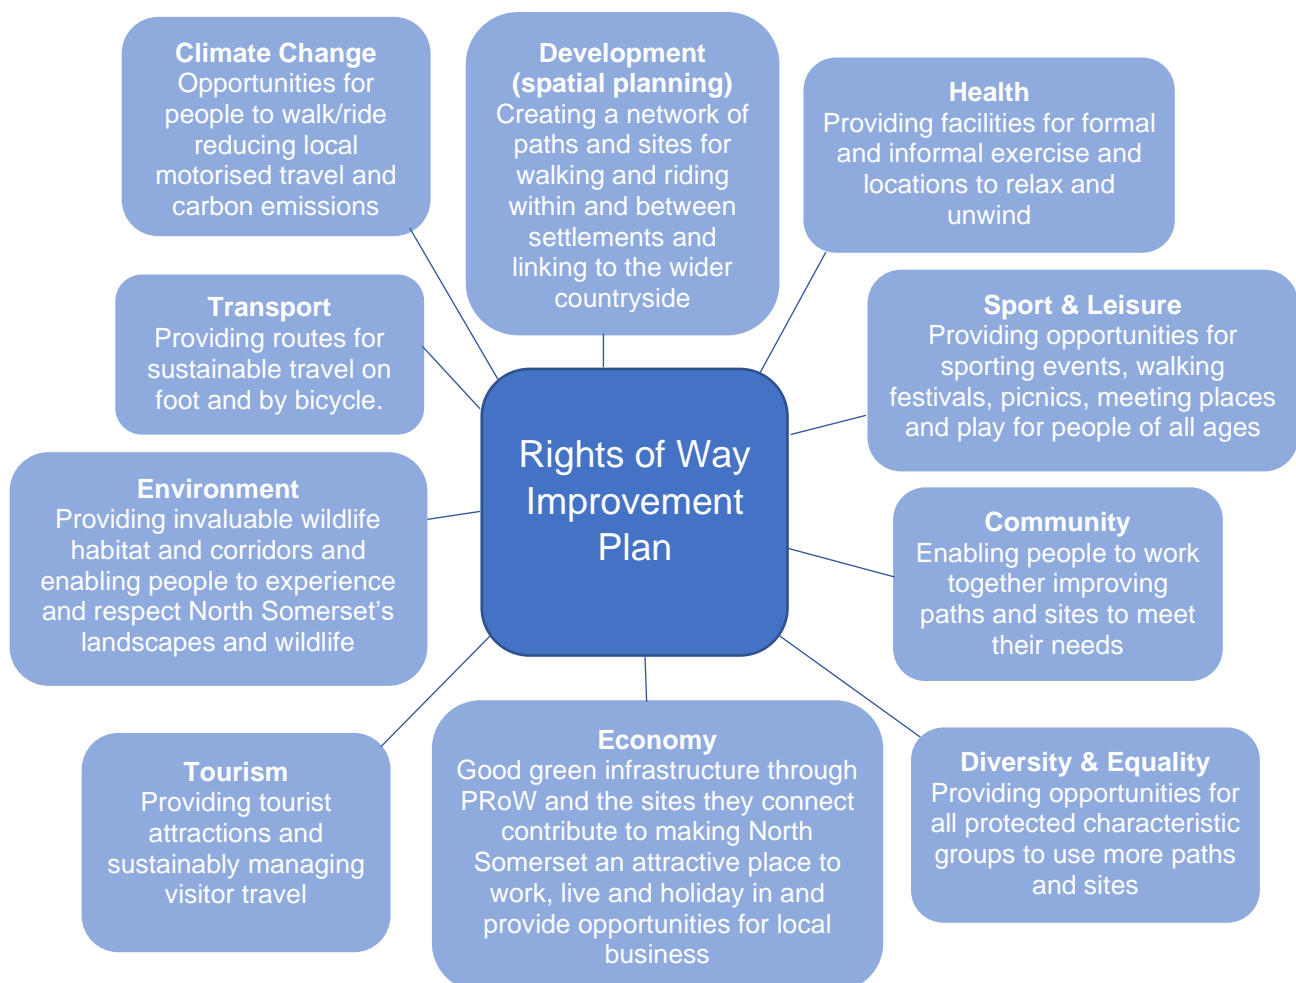 Climate Change
Opportunities for
people to walk/ride
reducing local
motorised travel and
carbon emissions
Development
(spatial planning)
Creating a network of
paths and sites for
walking and riding
within and between
settlements and
linking to the wider
countryside
Health
Providing facilities for formal
and informal exercise and
locations to relax and
unwind
Transport
Providing routes for
sustainable travel on
foot and by bicycle.
Sport & Leisure
Providing opportunities for
sporting events, walking
festivals, picnics, meeting places
and play for people of all ages
Rights of Way
Improvement
Plan
Environment
Providing invaluable wildlife
habitat and corridors and
enabling people to experience
and respect North Somerset’s
landscapes and wildlife
Community
Enabling people to work
together improving
paths and sites to meet
their needs
Tourism
Providing tourist
attractions and
sustainably managing
visitor travel
Economy
Good green infrastructure through
PRoW and the sites they connect
contribute to making North
Somerset an attractive place to
work, live and holiday in and
provide opportunities for local
business
Diversity & Equality
Providing opportunities for
all protected characteristic
groups to use more paths
and sites